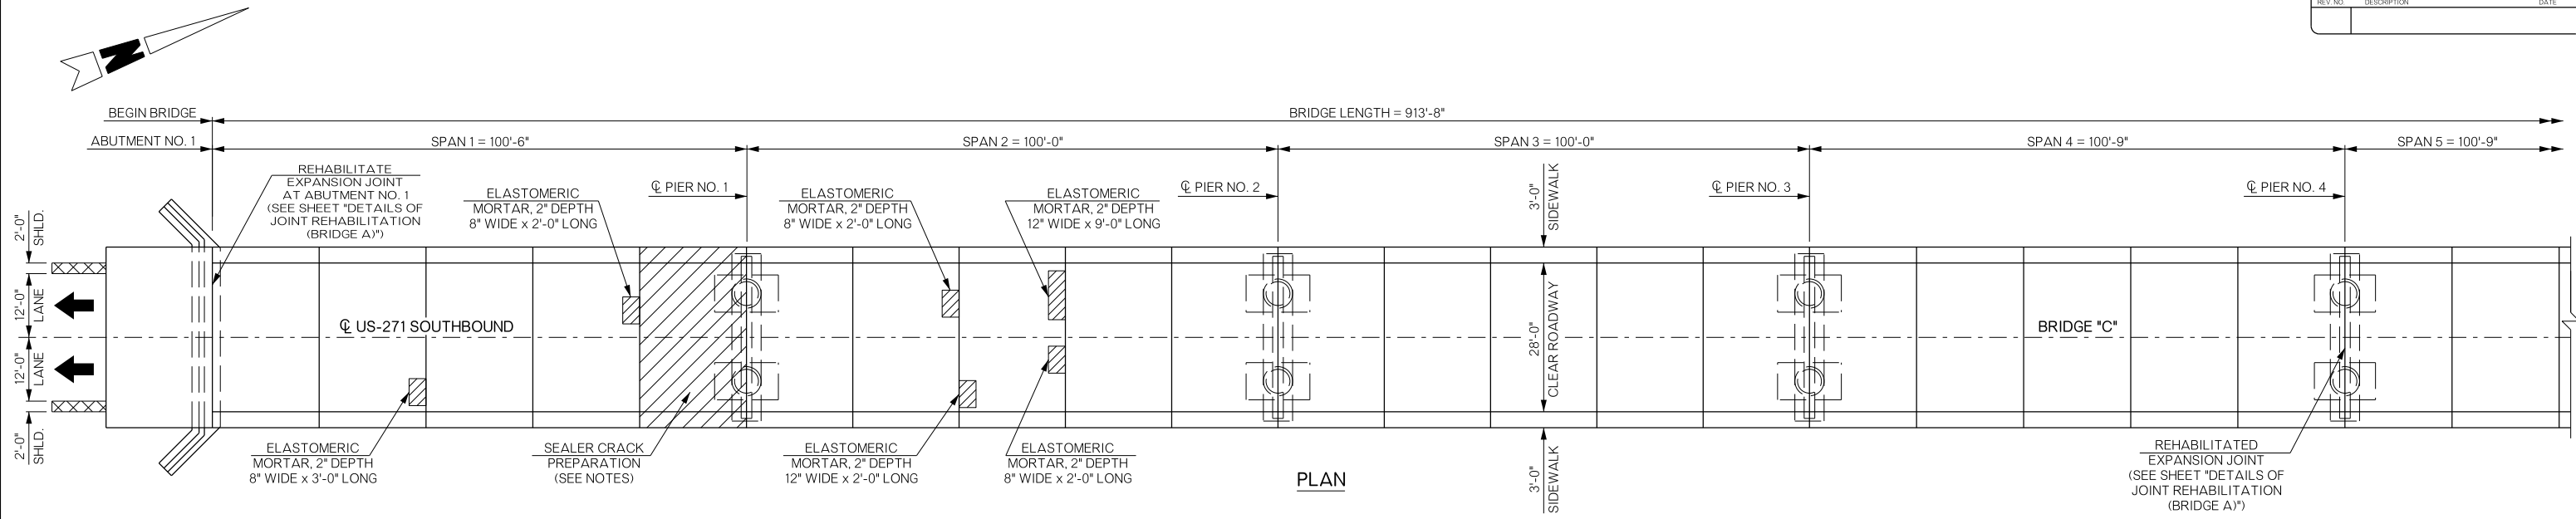 REV. NO. DESCRIPTION DATE
N
BEGIN BRIDGE
BRIDGE LENGTH = 913'-8"
ABUTMENT NO. 1
SPAN 1 = 100'-6"
SPAN 2 = 100'-0"
SPAN 3 = 100'-0"
SPAN 4 = 100'-9"
SPAN 5 = 100'-9"
REHABILITATE
EXPANSION JOINT
AT ABUTMENT NO. 1
(SEE SHEET "DETAILS OF
JOINT REHABILITATION
(BRIDGE A)")
ELASTOMERIC
MORTAR, 2" DEPTH
8" WIDE x 2'-0" LONG
℄ PIER NO. 1
ELASTOMERIC
MORTAR, 2" DEPTH
8" WIDE x 2'-0" LONG
ELASTOMERIC
MORTAR, 2" DEPTH
12" WIDE x 9'-0" LONG
℄ PIER NO. 2
3'-0"
SIDEWALK
℄ PIER NO. 3
℄ PIER NO. 4
2'-0"
SHLD.
12'-0"
LANE
12'-0"
LANE
2'-0"
SHLD.
℄ US-271 SOUTHBOUND
28'-0"
CLEAR ROADWAY
BRIDGE "C"
ELASTOMERIC
MORTAR, 2" DEPTH
8" WIDE x 3'-0" LONG
SEALER CRACK
PREPARATION
(SEE NOTES)
ELASTOMERIC
MORTAR, 2" DEPTH
12" WIDE x 2'-0" LONG
ELASTOMERIC
MORTAR, 2" DEPTH
8" WIDE x 2'-0" LONG
PLAN
3'-0"
SIDEWALK
REHABILITATED
EXPANSION JOINT
(SEE SHEET "DETAILS OF
JOINT REHABILITATION
(BRIDGE A)")